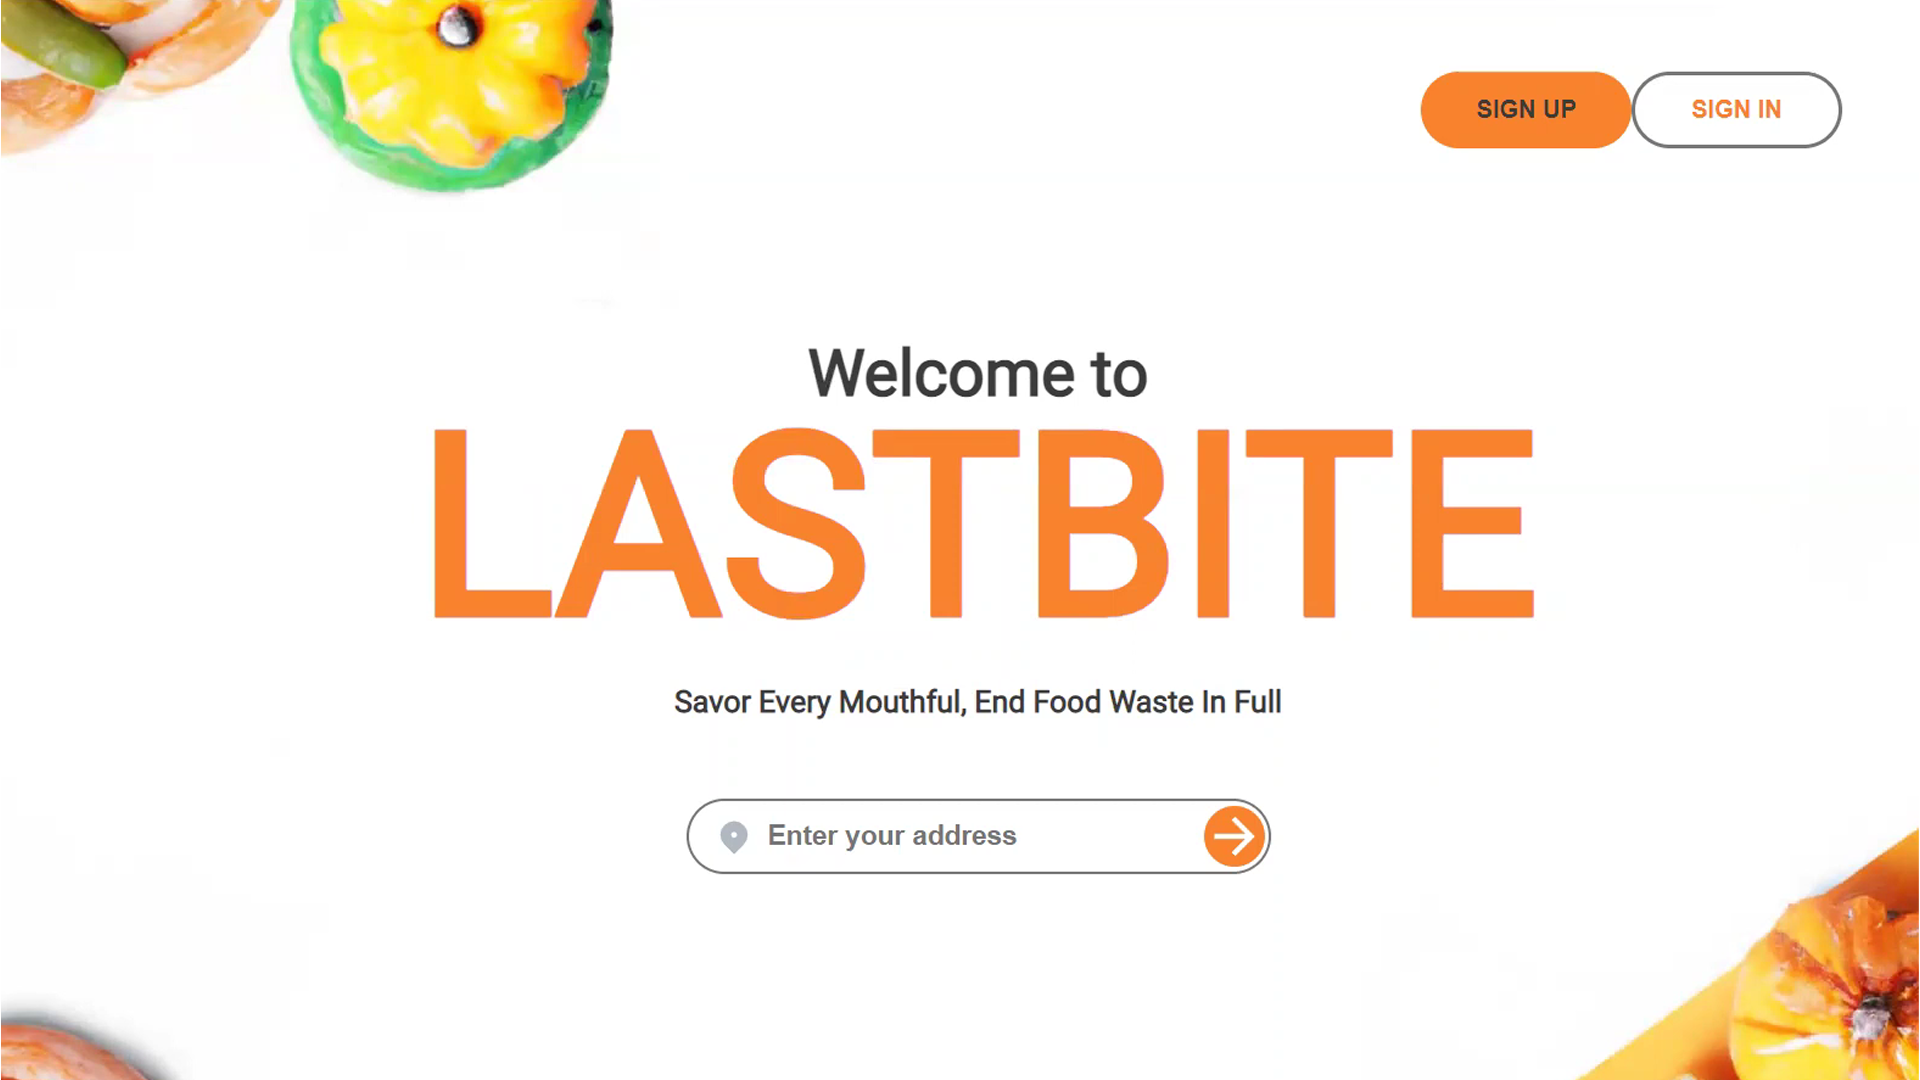 SIGN UP
SIGN IN
Welcome to
LASTBITE
Savor Every Mouthful, End Food Waste In Full
Enter your address